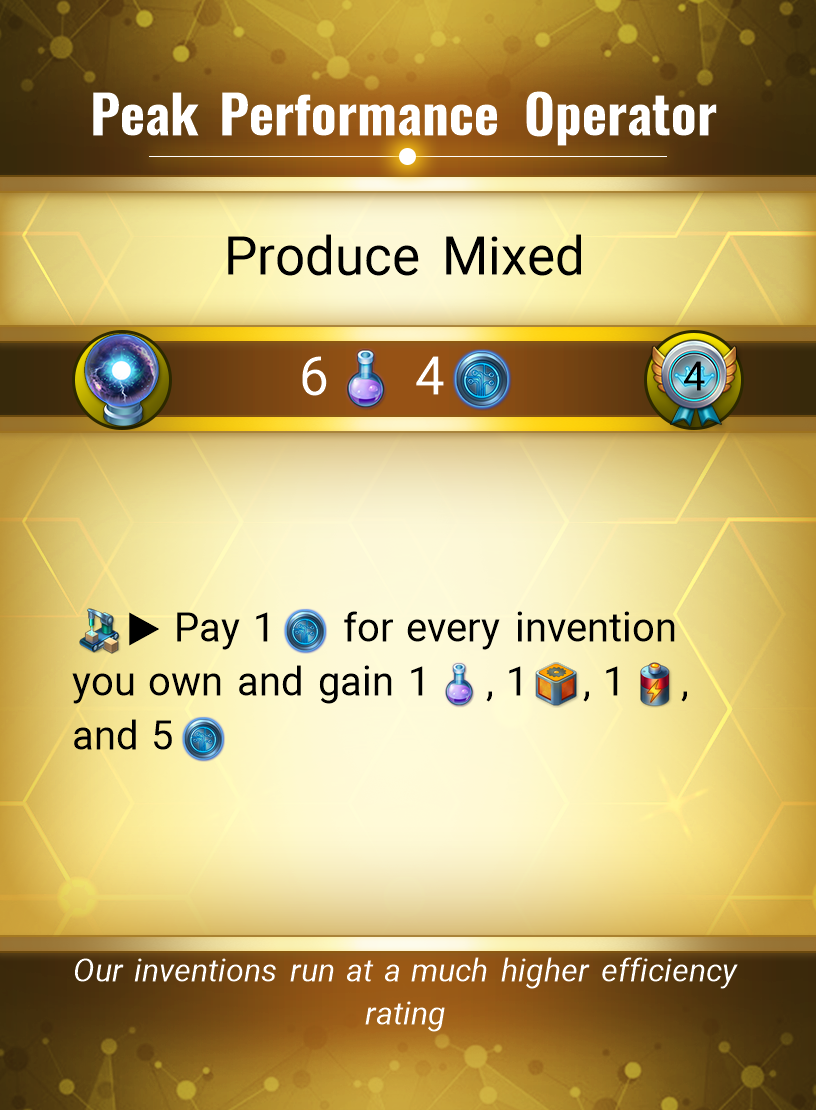 Peak Performance Operator
Produce Mixed
6 4 4
▶ Pay 1 for every invention
you own and gain 1 , 1 , 1 ,
and 5
Our inventions run at a much higher efficiency
rating